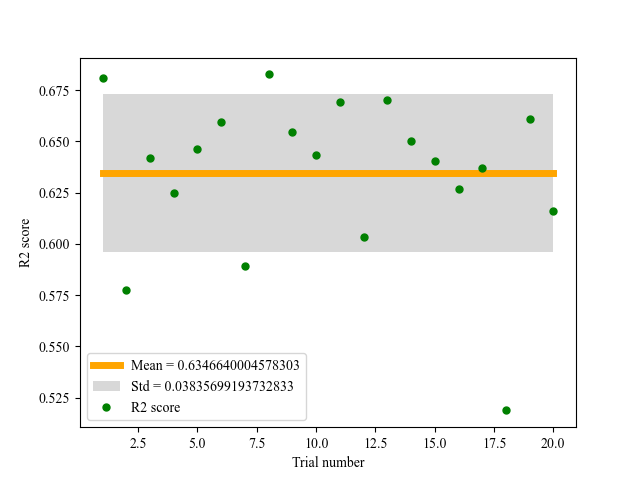 0.675
0.650
0.625
0.600
0.575
0.550
0.525
R2 score
Mean = 0.6346640004578303
Std = 0.03835699193732833
R2 score
2.5 5.0 7.5 10.0 12.5 15.0 17.5 20.0
Trial number